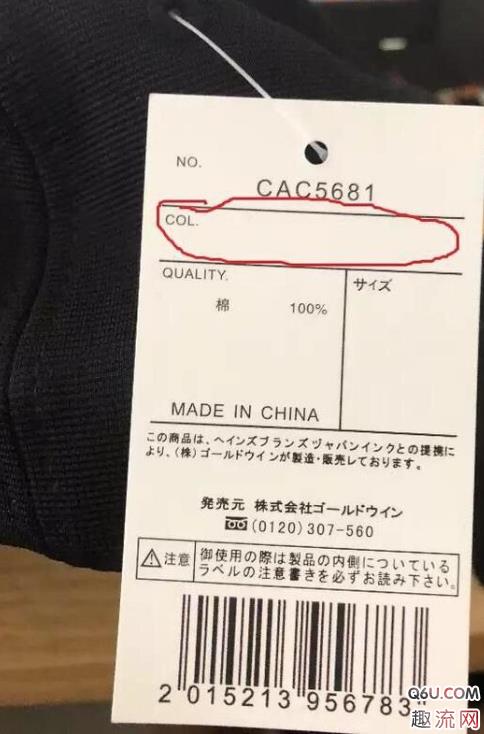 NO.
CAC5681
COL.
QUALITY.
サイズ
棉 100%
MADE IN CHINA
この商品は、ヘインズブランズヅャパンインクとの提携に
より、(株)ゴールドウインが製造・販売しております。
発売元 株式会社ゴールドウイン
(0120)307-560
注意
御使用の際は製品の内側についている
ラベルの注意書きを必ずお読み下さい。
2 015213 956783
Q6U.COM
趣流网